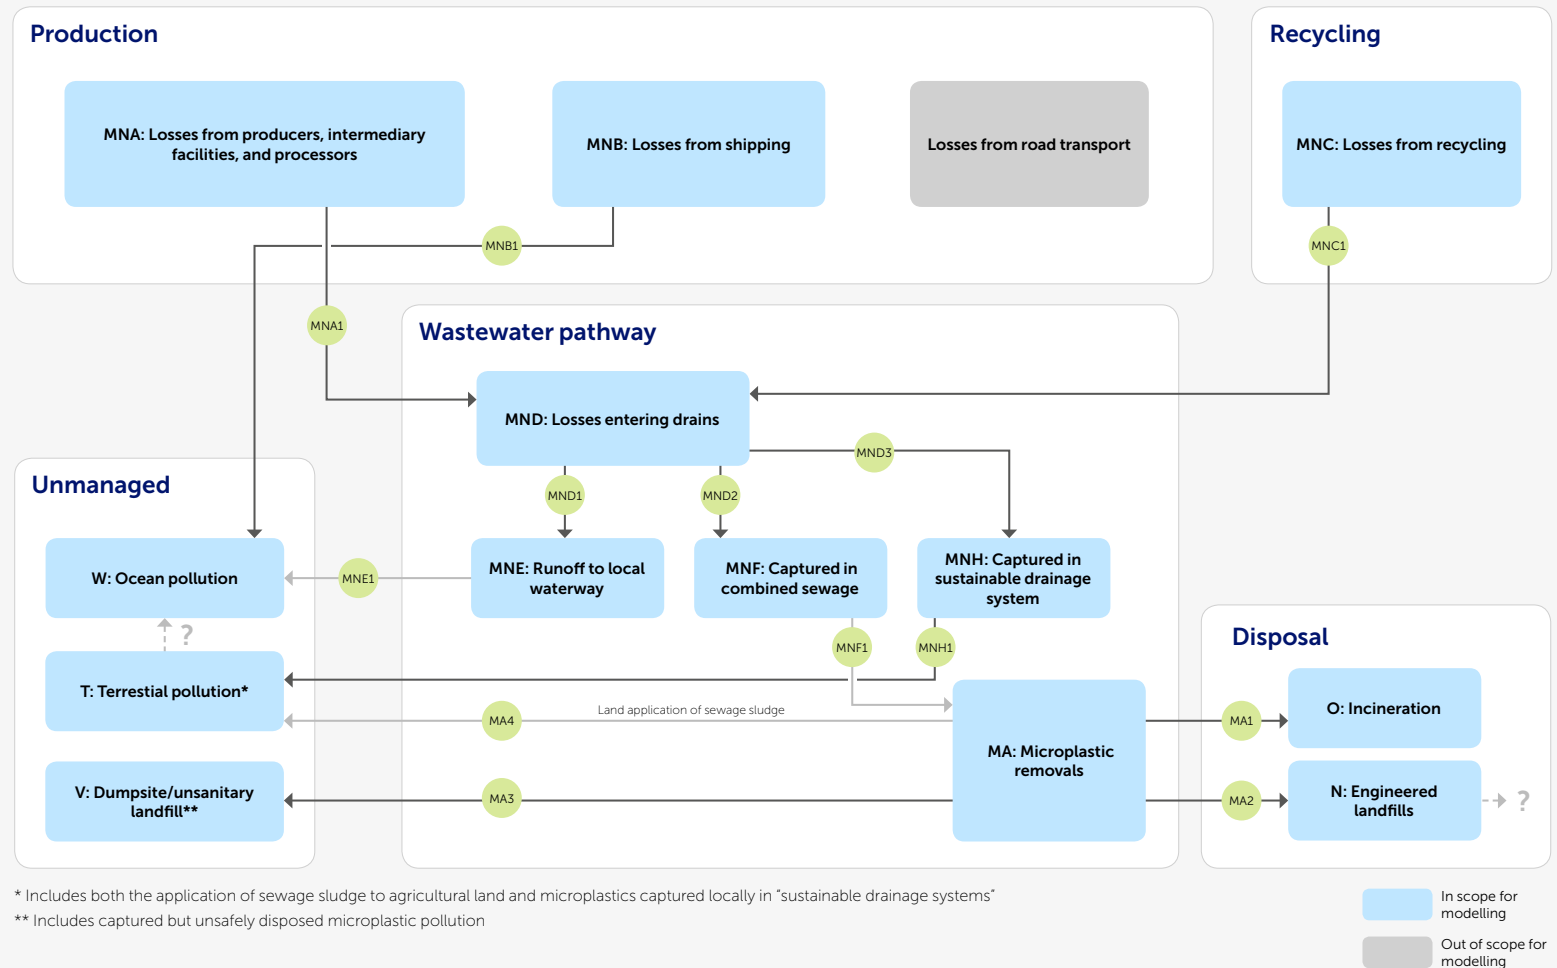 Production
Recycling
MNA: Losses from producers, intermediary
facilities, and processors
MNB: Losses from shipping
Losses from road transport
MNC: Losses from recycling
MNB1
MNC1
MNA1
Wastewater pathway
MND: Losses entering drains
MND3
MND1
MND2
Unmanaged
W: Ocean pollution
MNE1
MNE: Runoff to local
waterway
MNF: Captured in
combined sewage
MNH: Captured in
sustainable drainage
system
?
MNF1
MNH1
Disposal
T: Terrestial pollution*
MA4
Land application of sewage sludge
MA: Microplastic
removals
MA1
O: Incineration
V: Dumpsite/unsanitary
landfill**
MA3
MA2
N: Engineered
landfills
?
* Includes both the application of sewage sludge to agricultural land and microplastics captured locally in “sustainable drainage systems”
** Includes captured but unsafely disposed microplastic pollution
In scope for
modelling
Out of scope for
modelling